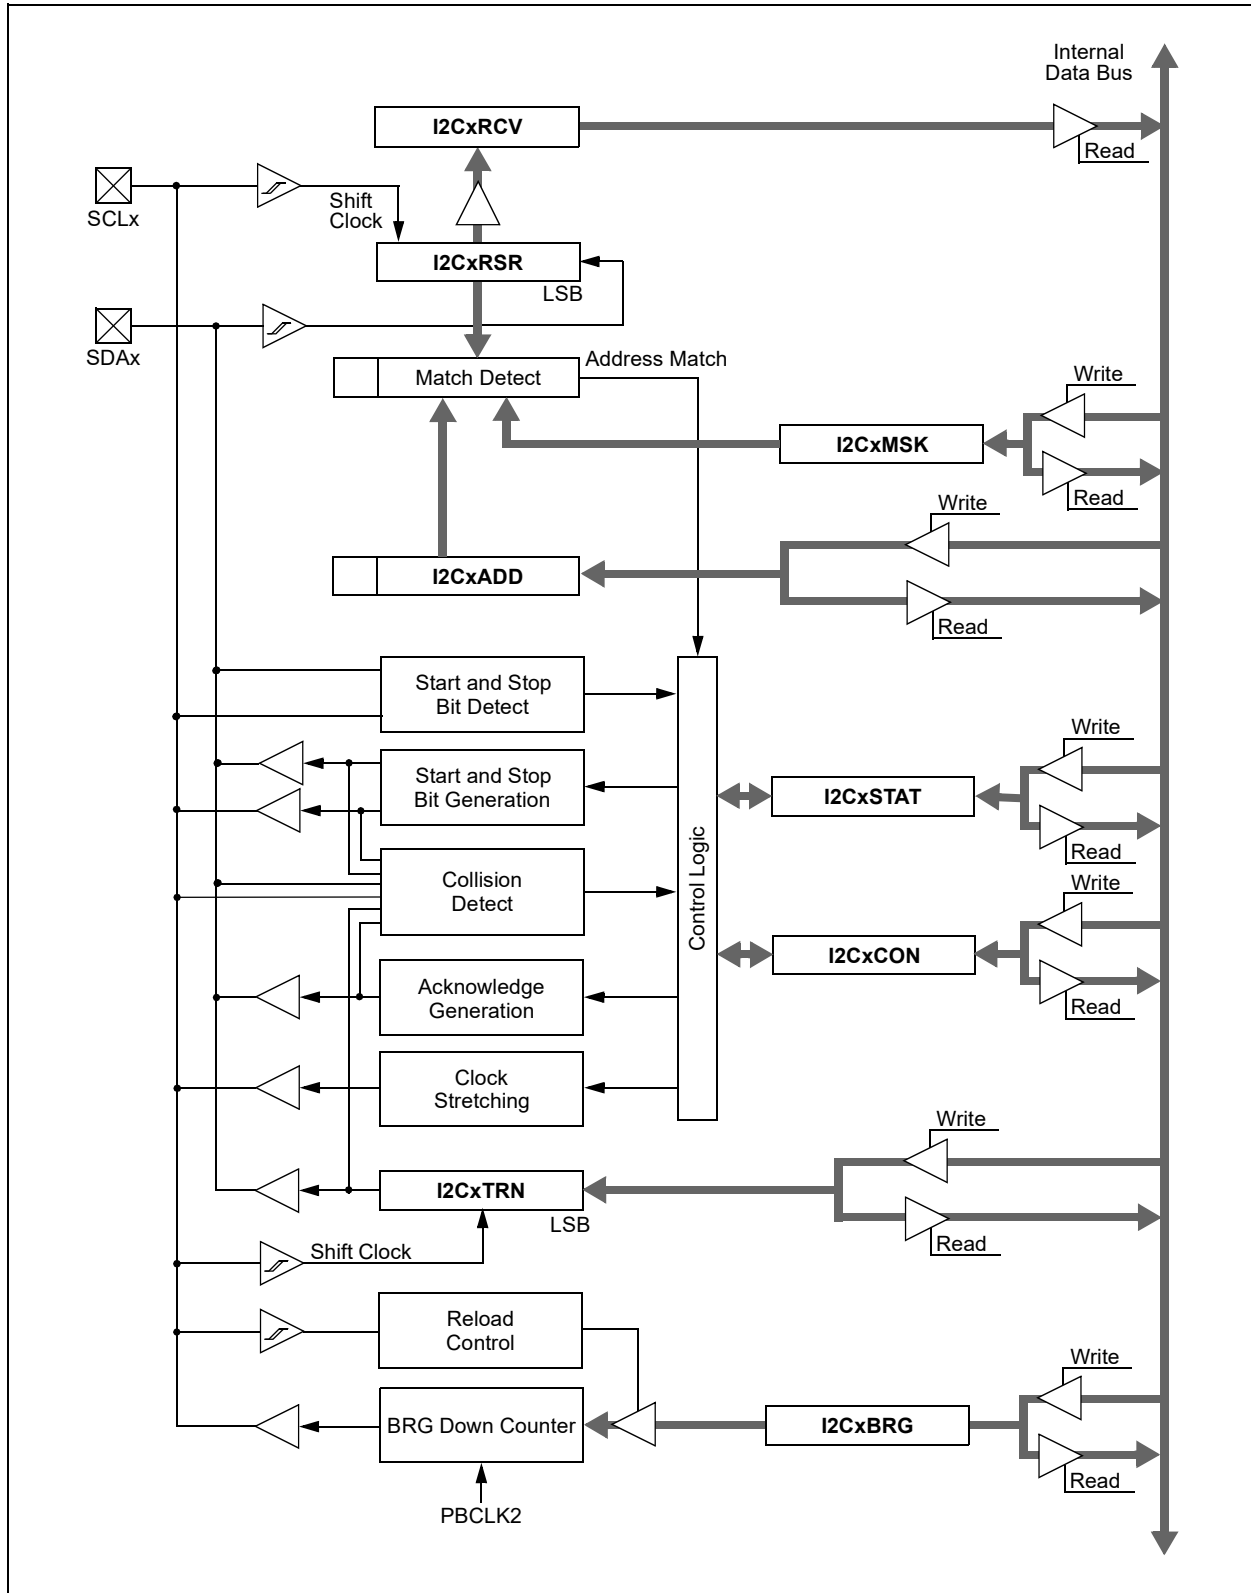 Internal
Data Bus
I2CxRCV
Read
SCLx
Shift
Clock
I2CxRSR
LSB
SDAx
Address Match
Match Detect
Write
I2CxMSK
Read
Write
I2CxADD
Read
Start and Stop
Bit Detect
Write
Start and Stop
Bit Generation
I2CxSTAT
Read
Control Logic
Collision
Detect
Write
I2CxCON
Acknowledge
Generation
Read
Clock
Stretching
Write
I2CxTRN
LSB
Read
Shift Clock
Reload
Control
Write
BRG Down Counter
I2CxBRG
Read
PBCLK2